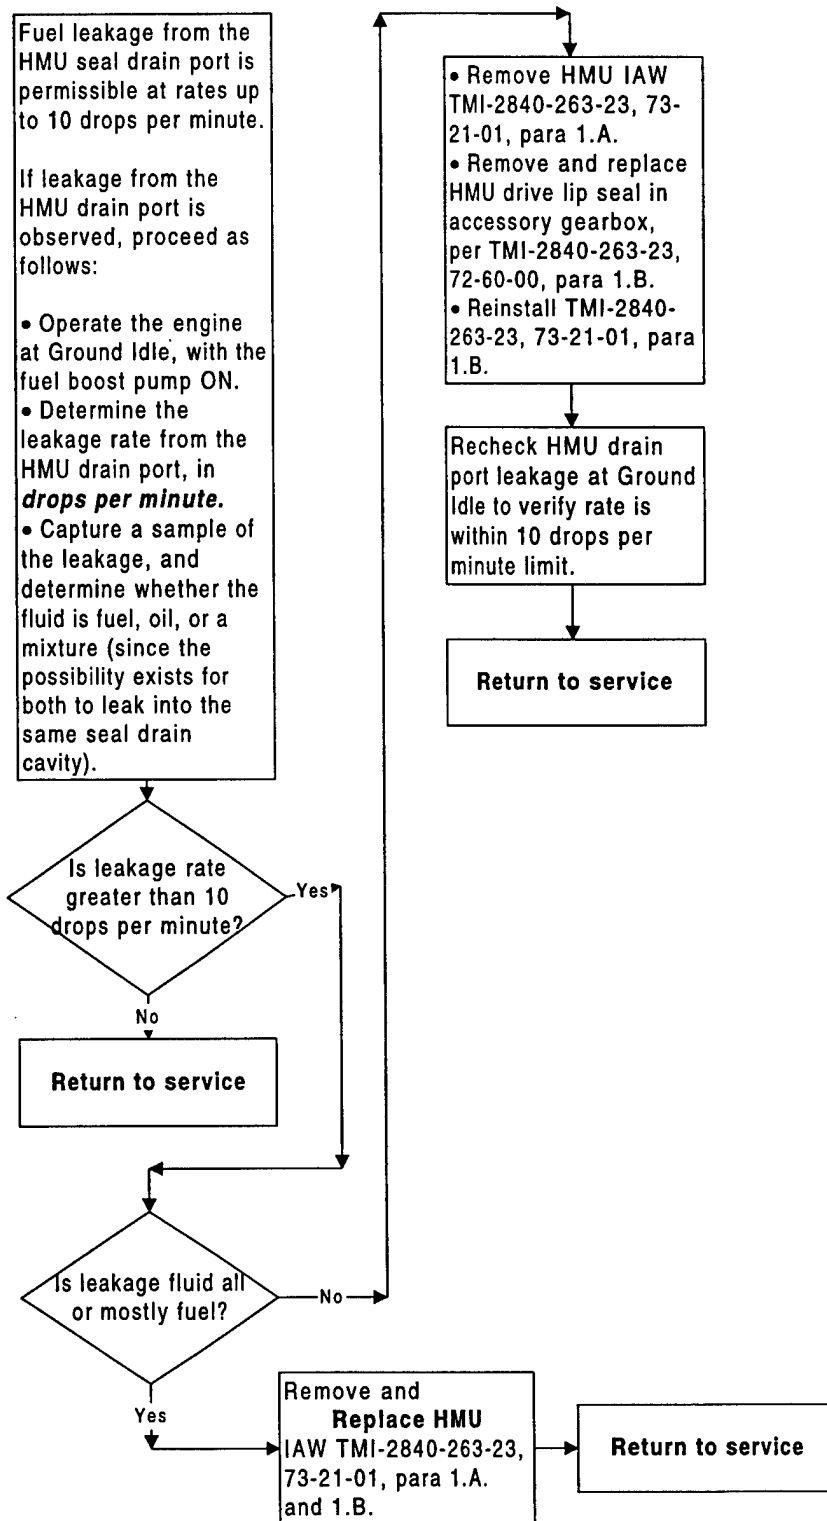 Fuel leakage from the
HMU seal drain port is
permissible at rates up
to 10 drops per minute.
If leakage from the
HMU drain port is
observed, proceed as
follows:
• Operate the engine
at Ground Idle, with the
fuel boost pump ON.
• Determine the
leakage rate from the
HMU drain port, in
drops per minute.
• Capture a sample of
the leakage, and
determine whether the
fluid is fuel, oil, or a
mixture (since the
possibility exists for
both to leak into the
same seal drain
cavity).
Is leakage rate
greater than 10
drops per minute?
Yes
No
Return to service
Is leakage fluid all
or mostly fuel?
No
Yes
Remove and
Replace HMU
IAW TMI-2840-263-23,
73-21-01, para 1.A.
and 1.B.
Return to service
• Remove HMU IAW
TMI-2840-263-23, 73-
21-01, para 1.A.
• Remove and replace
HMU drive lip seal in
accessory gearbox,
per TMI-2840-263-23,
72-60-00, para 1.B.
• Reinstall TMI-2840-
263-23, 73-21-01, para
1.B.
Recheck HMU drain
port leakage at Ground
Idle to verify rate is
within 10 drops per
minute limit.
Return to service